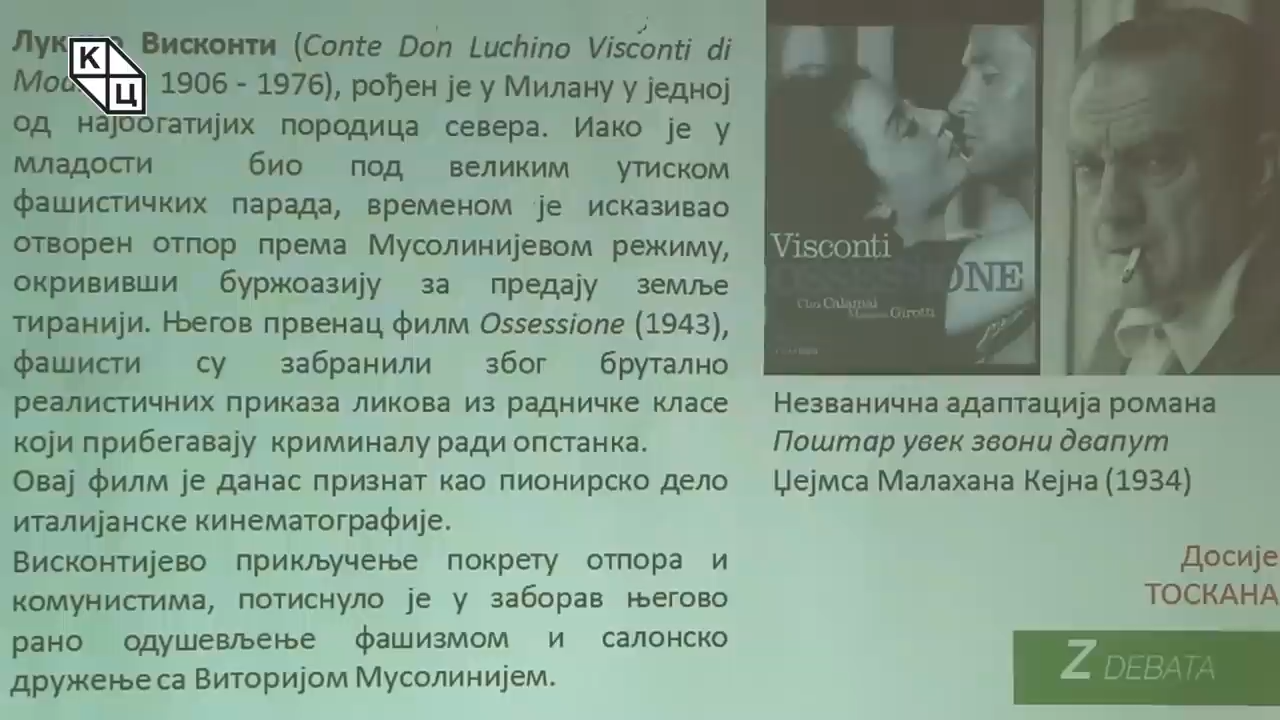 Висконти (Conte Don Luchino Visconti di
1906 - 1976), рођен је у Милану у једној
од најбогатијих породица севера. Иако је у
младости био под великим утиском
фашистичких парада, временом је исказивао
отворен отпор према Мусолинијевом режиму,
окрививши буржоазију за предају земље
тиранији. Његов првенац филм Ossessione (1943),
фашисти су забранили због брутално
реалистичних приказа ликова из радничке класе
који прибегавају криминалу ради опстанка.
Овај филм је данас признат као пионирско дело
италијанске кинематографије.
Висконтијево прикључење покрету отпора и
комунистима, потиснуло је у заборав његово
рано одушевљење фашизмом и салонско
дружење са Виторијом Мусолинијем.
К
Ц
Visconti
OSSESSIONE
Clara Calamai
Massimo Girotti
Незванична адаптација романа
Поштар увек звони двапут
Џејмса Малахана Кејна (1934)
Досије
ТОСКАНА
Z DEBATA